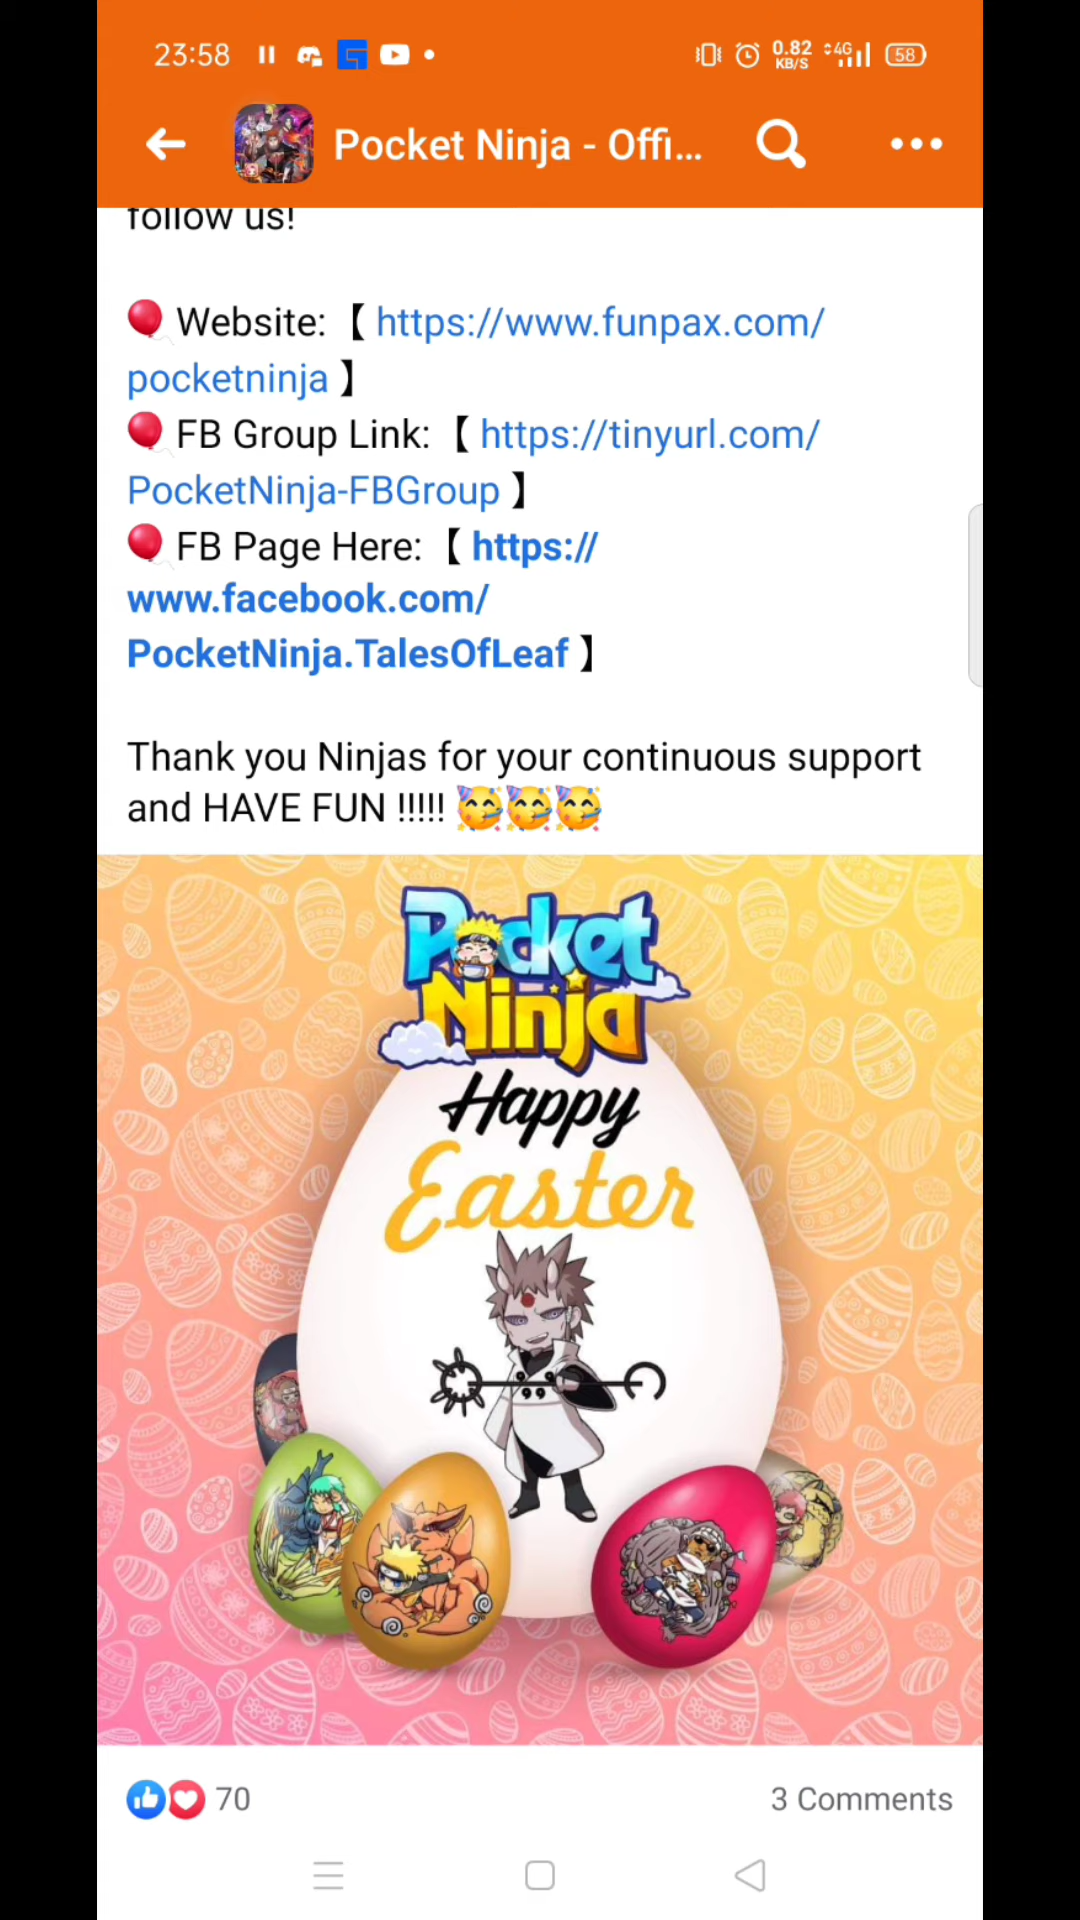 23:58 0.82 KB/S 4G 58
Pocket Ninja - Offi...
follow us!
Website: 【 https://www.funpax.com/
pocketninja 】
FB Group Link: 【 https://tinyurl.com/
PocketNinja-FBGroup 】
FB Page Here: 【 https://
www.facebook.com/
PocketNinja.TalesOfLeaf 】
Thank you Ninjas for your continuous support
and HAVE FUN !!!!! 🥳🥳🥳
Pocket
Ninja
Happy
Easter
70 3 Comments